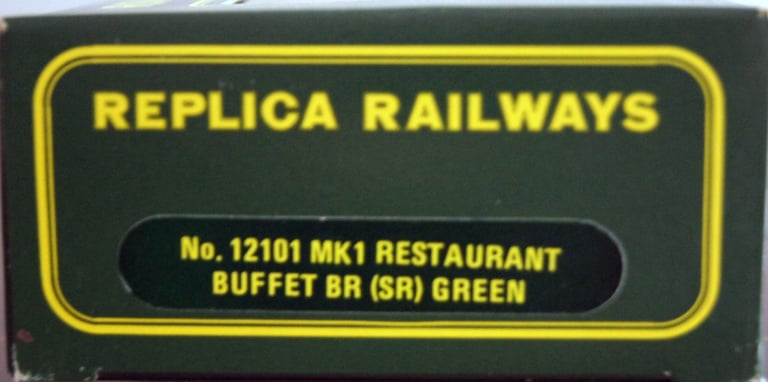 REPLICA RAILWAYS
No. 12101 MK1 RESTAURANT
BUFFET BR (SR) GREEN